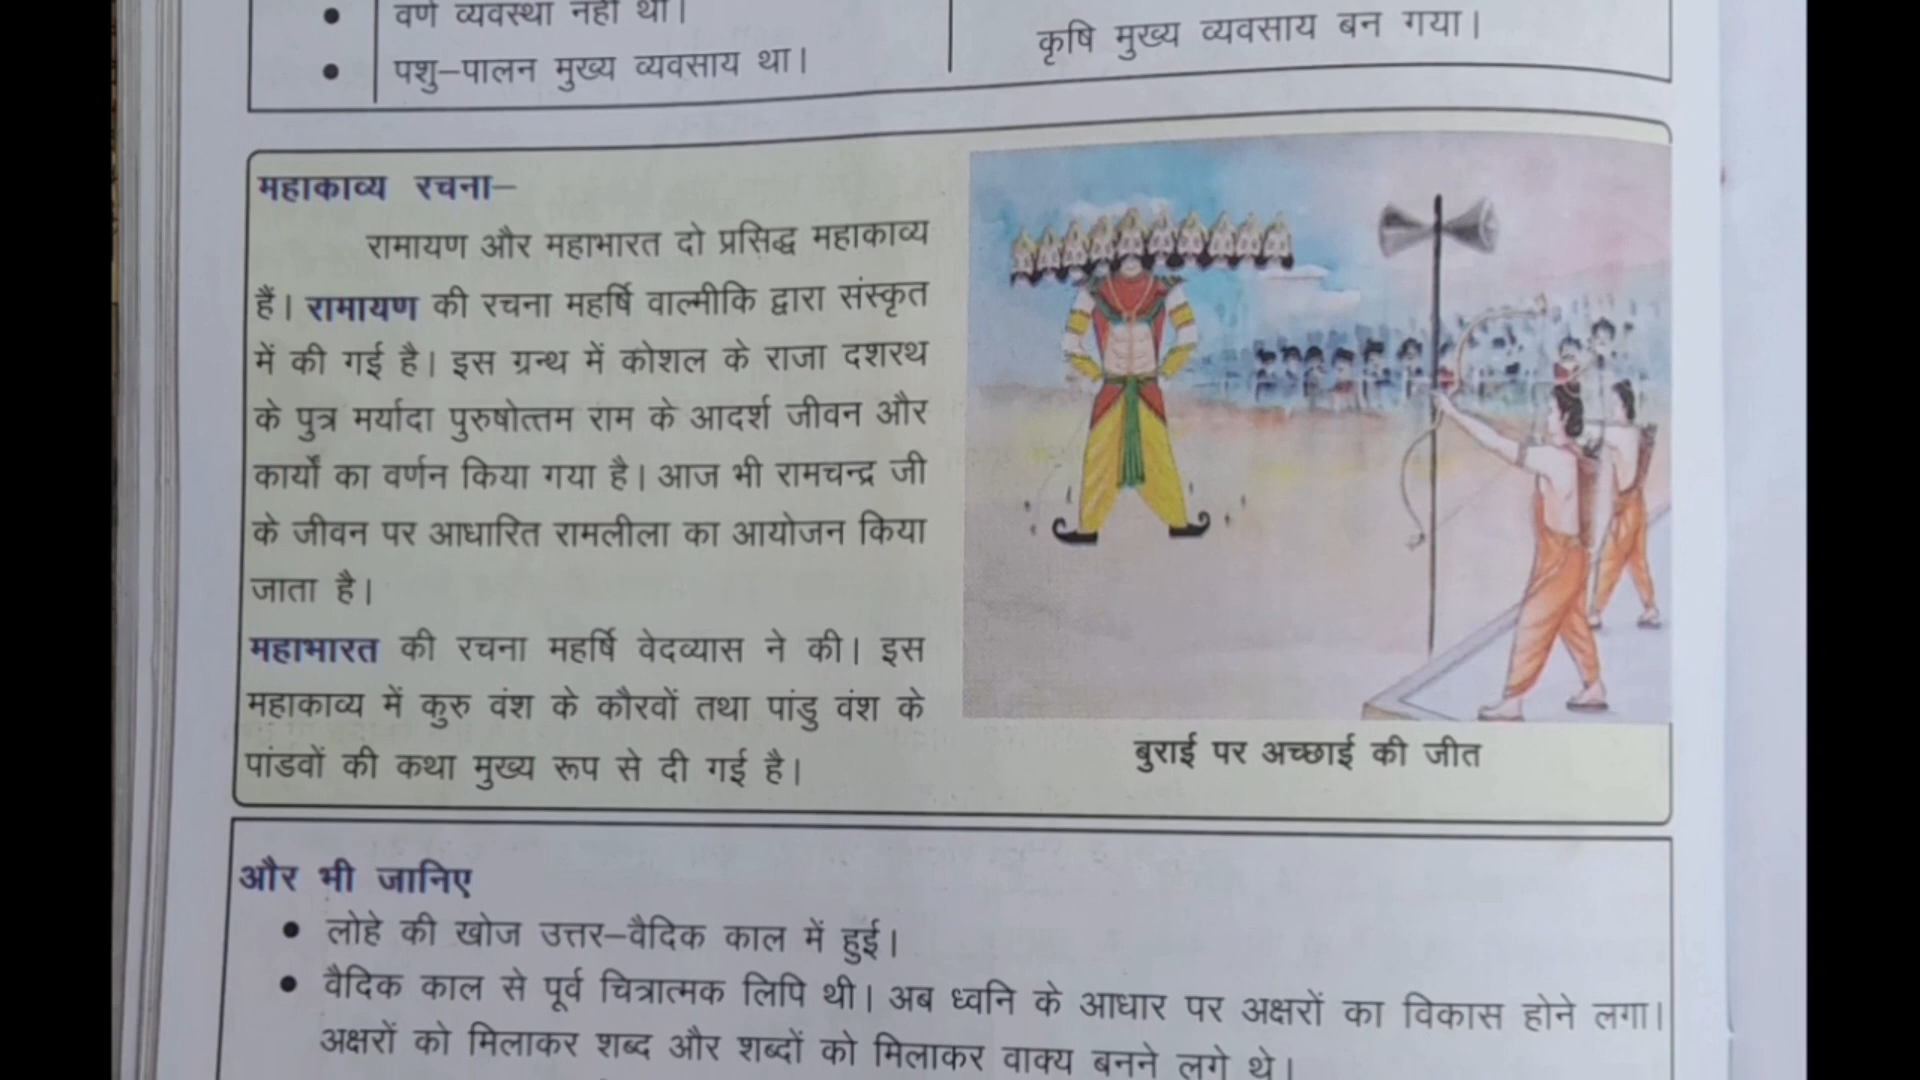 वर्ण व्यवस्था नहीं थी।
पशु–पालन मुख्य व्यवसाय था।
कृषि मुख्य व्यवसाय बन गया।
महाकाव्य रचना–
रामायण और महाभारत दो प्रसिद्ध महाकाव्य
हैं। रामायण की रचना महर्षि वाल्मीकि द्वारा संस्कृत
में की गई है। इस ग्रन्थ में कोशल के राजा दशरथ
के पुत्र मर्यादा पुरुषोत्तम राम के आदर्श जीवन और
कार्यों का वर्णन किया गया है। आज भी रामचन्द्र जी
के जीवन पर आधारित रामलीला का आयोजन किया
जाता है।
महाभारत की रचना महर्षि वेदव्यास ने की। इस
महाकाव्य में कुरु वंश के कौरवों तथा पांडु वंश के
पांडवों की कथा मुख्य रूप से दी गई है।
बुराई पर अच्छाई की जीत
और भी जानिए
• लोहे की खोज उत्तर–वैदिक काल में हुई।
• वैदिक काल से पूर्व चित्रात्मक लिपि थी। अब ध्वनि के आधार पर अक्षरों का विकास होने लगा।
अक्षरों को मिलाकर शब्द और शब्दों को मिलाकर वाक्य बनने लगे थे।